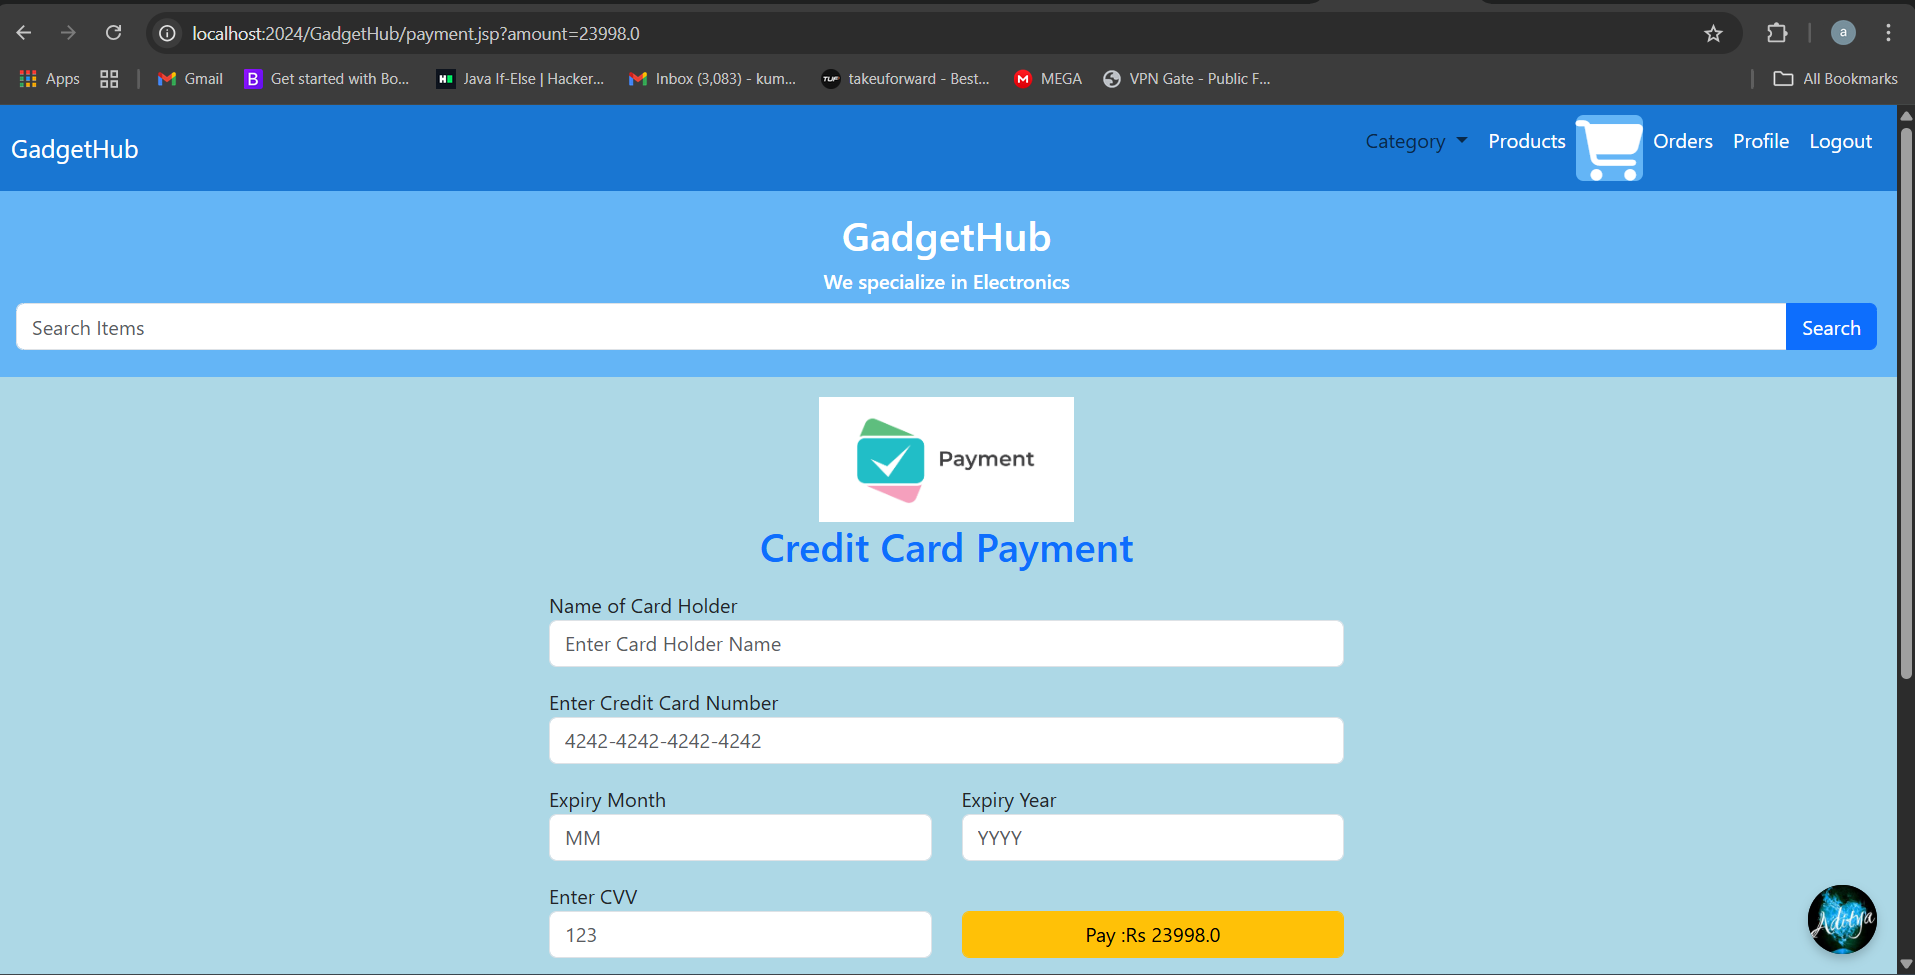 localhost:2024/GadgetHub/payment.jsp?amount=23998.0
a
Apps
Gmail
B Get started with Bo...
Java If-Else | Hacker...
Inbox (3,083) - kum...
TUF takeuforward - Best...
M MEGA
VPN Gate - Public F...
All Bookmarks
GadgetHub
Category Products Orders Profile Logout
GadgetHub
We specialize in Electronics
Search Items Search
Payment
Credit Card Payment
Name of Card Holder
Enter Card Holder Name
Enter Credit Card Number
4242-4242-4242-4242
Expiry Month Expiry Year
MM YYYY
Enter CVV
123 Pay :Rs 23998.0
Aditya